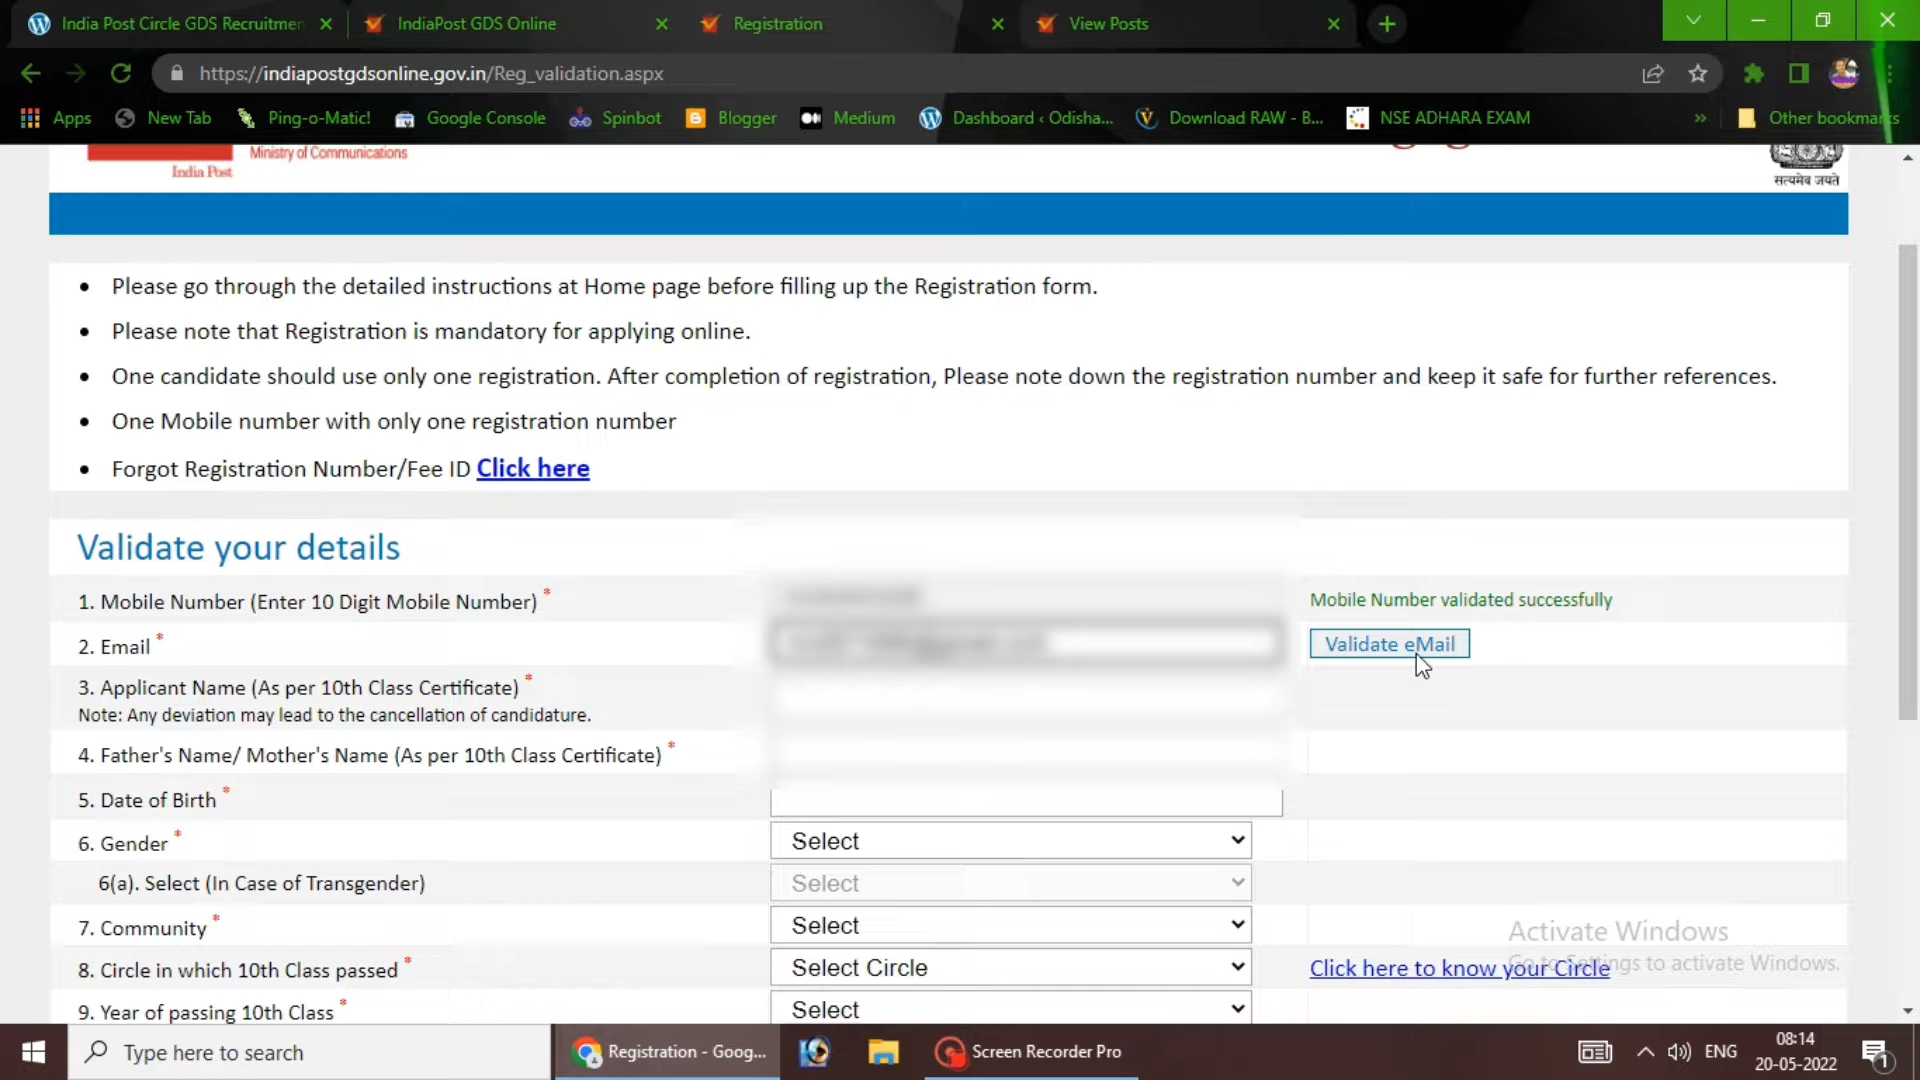 India Post Circle GDS Recruitmen
IndiaPost GDS Online
Registration
View Posts
https://indiapostgdsonline.gov.in/Reg_validation.aspx
Apps
New Tab
Ping-o-Matic!
Google Console
Spinbot
Blogger
Medium
Dashboard ‹ Odisha...
Download RAW - B...
NSE ADHARA EXAM
»
Other bookmarks
Ministry of Communications
India Post
सत्यमेव जयते
• Please go through the detailed instructions at Home page before filling up the Registration form.
• Please note that Registration is mandatory for applying online.
• One candidate should use only one registration. After completion of registration, Please note down the registration number and keep it safe for further references.
• One Mobile number with only one registration number
• Forgot Registration Number/Fee ID Click here
Validate your details
1. Mobile Number (Enter 10 Digit Mobile Number) *
Mobile Number validated successfully
2. Email *
Validate eMail
3. Applicant Name (As per 10th Class Certificate) *
Note: Any deviation may lead to the cancellation of candidature.
4. Father's Name/ Mother's Name (As per 10th Class Certificate) *
5. Date of Birth *
6. Gender *
Select
6(a). Select (In Case of Transgender)
Select
7. Community *
Select
Activate Windows
8. Circle in which 10th Class passed *
Select Circle
Click here to know your Circle
Go to Settings to activate Windows.
9. Year of passing 10th Class *
Select
Type here to search
Registration - Goog...
Screen Recorder Pro
ENG
08:14
20-05-2022
1